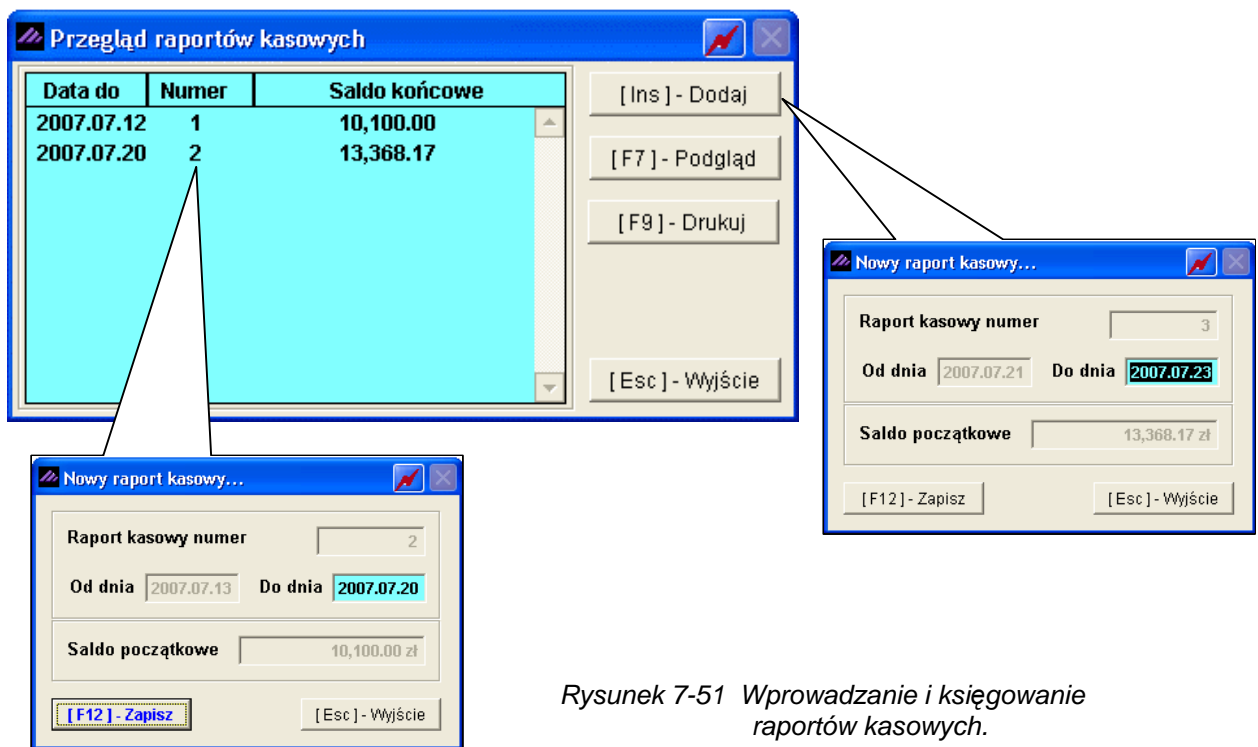 Przegląd raportów kasowych
Data do Numer Saldo końcowe
2007.07.12 1 10,100.00
2007.07.20 2 13,368.17
[Ins] - Dodaj
[F7] - Podgląd
[F9] - Drukuj
[Esc] - Wyjście
Nowy raport kasowy...
Raport kasowy numer 3
Od dnia 2007.07.21 Do dnia 2007.07.23
Saldo początkowe 13,368.17 zł
[F12] - Zapisz [Esc] - Wyjście
Nowy raport kasowy...
Raport kasowy numer 2
Od dnia 2007.07.13 Do dnia 2007.07.20
Saldo początkowe 10,100.00 zł
[F12] - Zapisz [Esc] - Wyjście
Rysunek 7-51 Wprowadzanie i księgowanie
raportów kasowych.